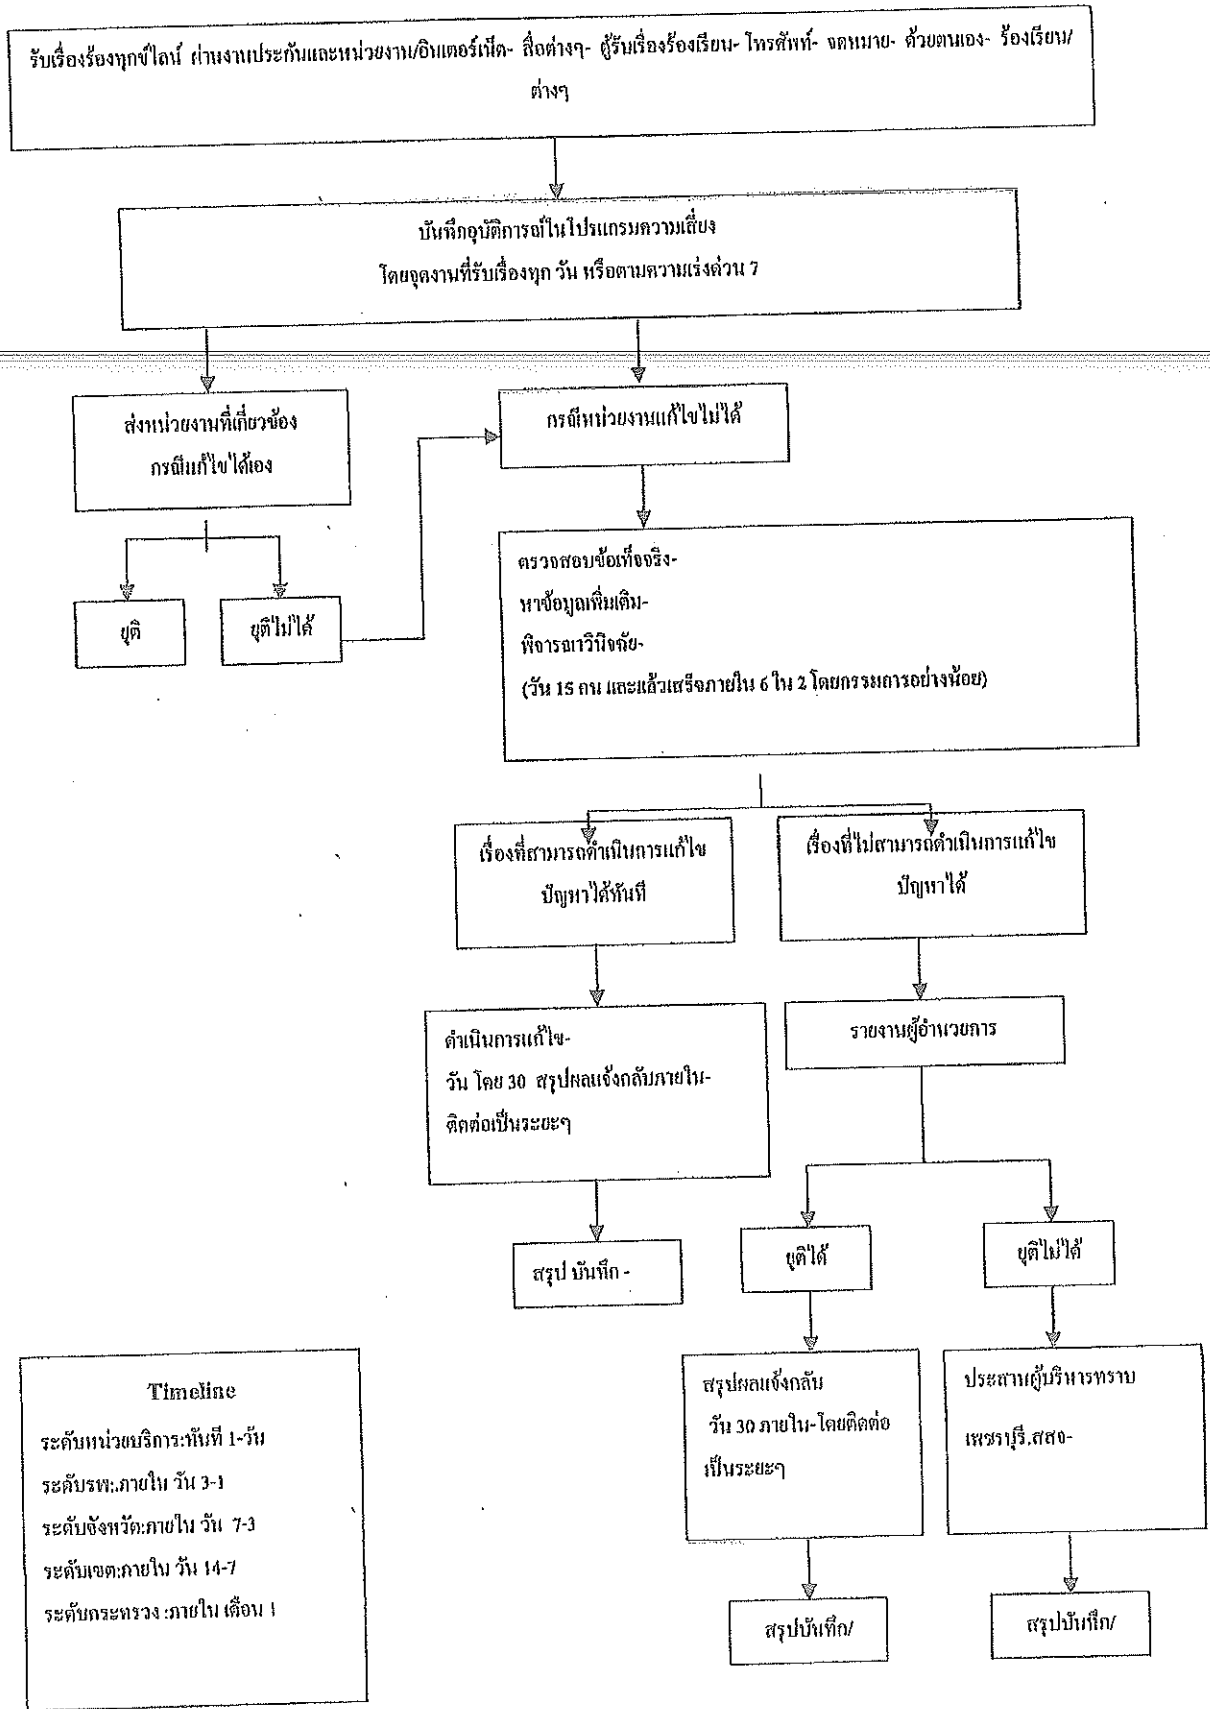 รับเรื่องร้องทุกข์ไลน์ ผ่านงานประกันและหน่วยงาน/อินเตอร์เน็ต- สื่อต่างๆ- ตู้รับเรื่องร้องเรียน- โทรศัพท์- จดหมาย- ด้วยตนเอง- ร้องเรียน/
ต่างๆ
บันทึกอุบัติการณ์ในโปรแกรมความเสี่ยง
โดยจุดงานที่รับเรื่องทุก วัน หรือตามความเร่งด่วน 7
ส่งหน่วยงานที่เกี่ยวข้อง
กรณีแก้ไขได้เอง
กรณีหน่วยงานแก้ไขไม่ได้
ยุติ
ยุติไม่ได้
ตรวจสอบข้อเท็จจริง-
หาข้อมูลเพิ่มเติม-
พิจารณาวินิจฉัย-
(วัน 15 คน และแล้วเสร็จภายใน 6 ใน 2 โดยกรรมการอย่างน้อย)
เรื่องที่สามารถดำเนินการแก้ไข
ปัญหาได้ทันที
เรื่องที่ไม่สามารถดำเนินการแก้ไข
ปัญหาได้
ดำเนินการแก้ไข-
วัน โดย 30 สรุปผลแจ้งกลับภายใน-
ติดต่อเป็นระยะๆ
รายงานผู้อำนวยการ
สรุป บันทึก -
ยุติได้
ยุติไม่ได้
สรุปผลแจ้งกลับ
วัน 30 ภายใน-โดยติดต่อ
เป็นระยะๆ
ประสานผู้บริหารทราบ
เพชรบุรี.สสจ-
สรุปบันทึก/
สรุปบันทึก/
Timeline
ระดับหน่วยบริการ:ทันที 1-วัน
ระดับรพ:.ภายใน วัน 3-1
ระดับจังหวัด:ภายใน วัน 7-3
ระดับเขต:ภายใน วัน 14-7
ระดับกระทรวง :ภายใน เดือน 1